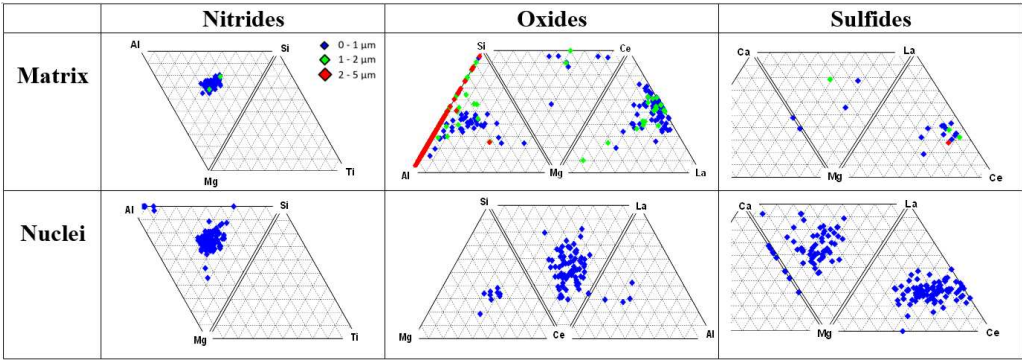 Nitrides Oxides Sulfides
Matrix
Al Si
Mg Ti
0 - 1 µm
1 - 2 µm
2 - 5 µm
Si Ce
Al Mg La
Ca La
Mg Ce
Nuclei
Al Si
Mg Ti
Si La
Mg Ce Al
Ca La
Mg Ce